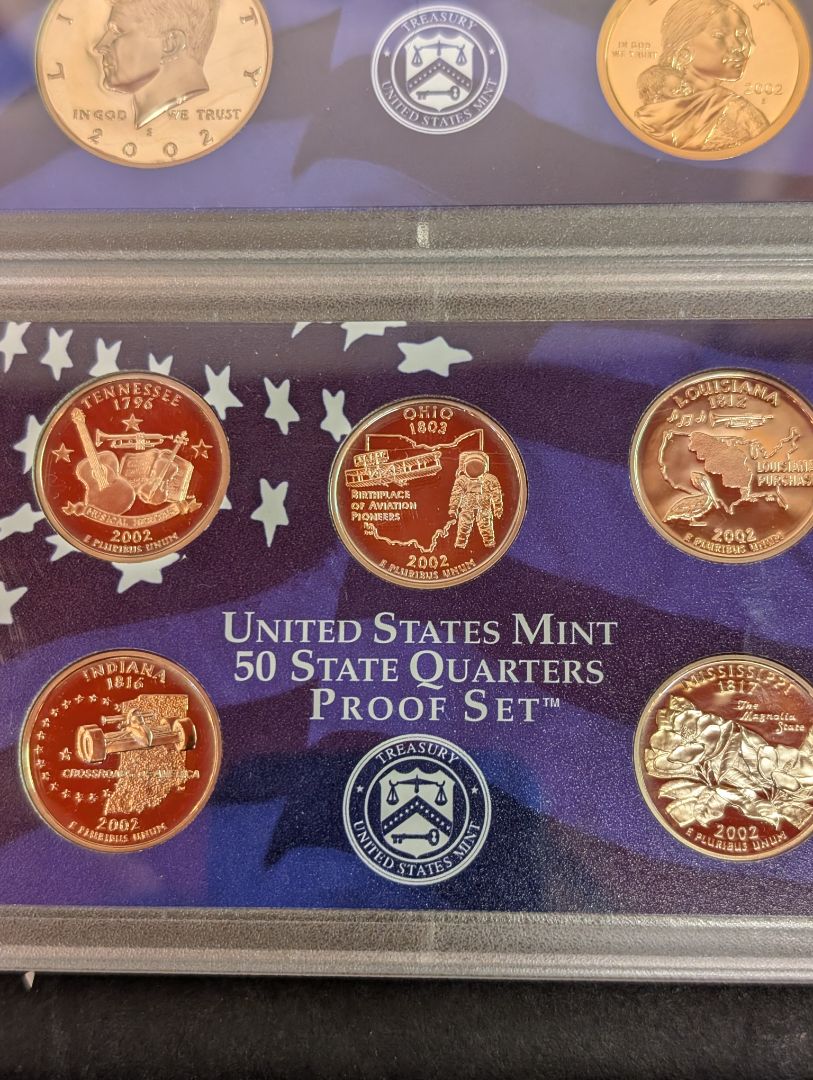 LIBERTY
IN GOD WE TRUST
S
2002
TREASURY
UNITED STATES MINT
IN GOD
WE TRUST
2002
S
TENNESSEE
1796
MUSICAL HERITAGE
2002
E PLURIBUS UNUM
OHIO
1803
BIRTHPLACE
OF AVIATION
PIONEERS
2002
E PLURIBUS UNUM
LOUISIANA
1812
LOUISIANA
PURCHASE
2002
E PLURIBUS UNUM
UNITED STATES MINT
50 STATE QUARTERS
PROOF SET™
INDIANA
1816
CROSSROADS OF AMERICA
2002
E PLURIBUS UNUM
TREASURY
UNITED STATES MINT
MISSISSIPPI
1817
The
Magnolia
State
2002
E PLURIBUS UNUM